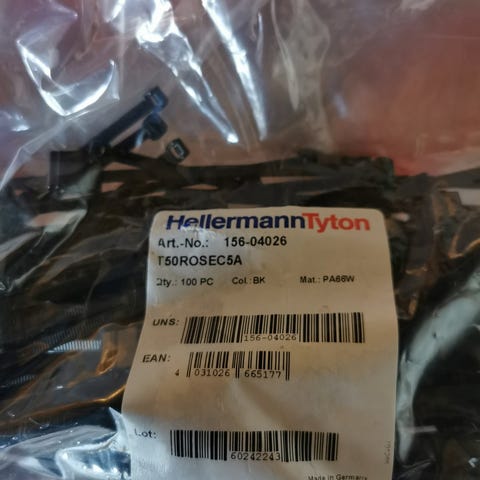 HellermannTyton
Art.-No.: 156-04026
T50ROSEC5A
Qty.: 100 PC Col.: BK Mat.: PA66W
UNS:
156-04026
EAN:
4 031026 665177
Lot:
60242243
Made in Germany